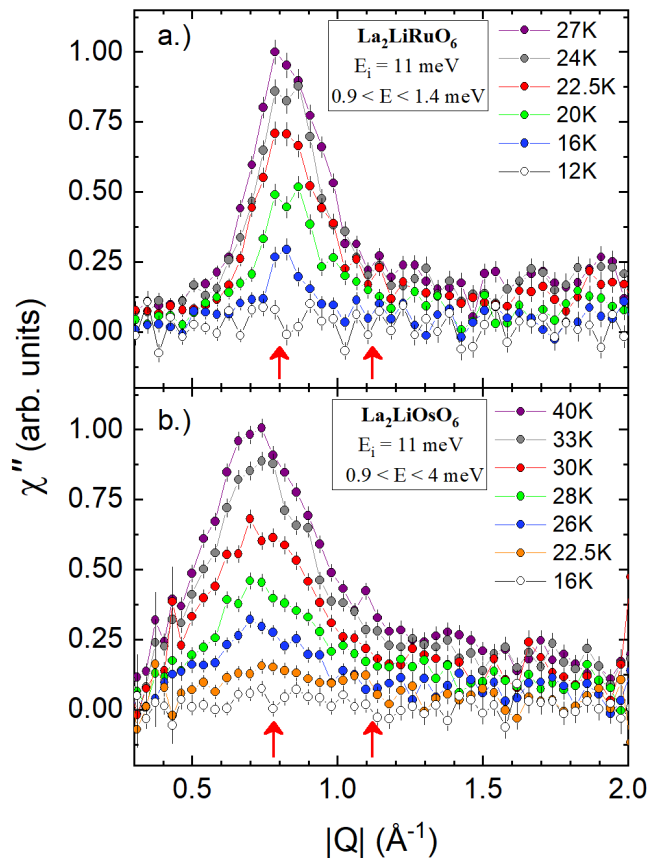 a.)
La₂LiRuO₆
Eᵢ = 11 meV
0.9 < E < 1.4 meV
27K
24K
22.5K
20K
16K
12K
1.00
0.75
0.50
0.25
0.00
b.)
La₂LiOsO₆
Eᵢ = 11 meV
0.9 < E < 4 meV
40K
33K
30K
28K
26K
22.5K
16K
1.00
0.75
0.50
0.25
0.00
χ″ (arb. units)
0.5 1.0 1.5 2.0
|Q| (Å⁻¹)